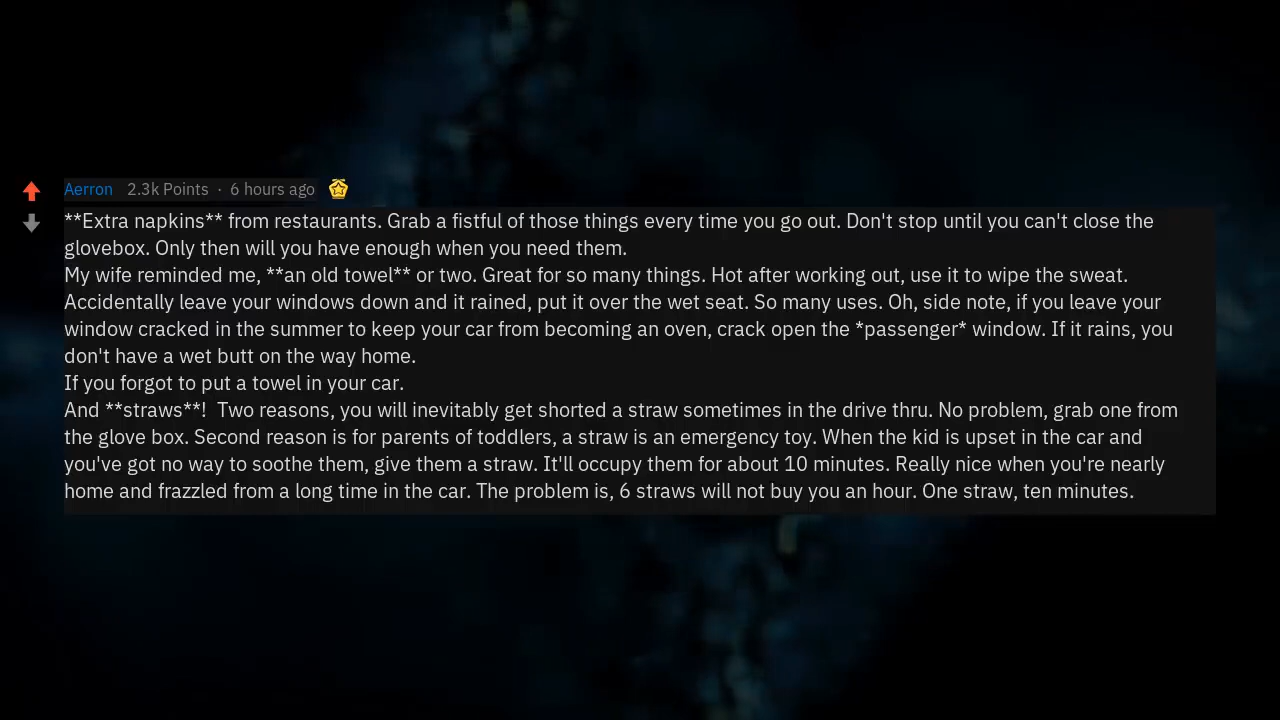 Aerron 2.3k Points · 6 hours ago
**Extra napkins** from restaurants. Grab a fistful of those things every time you go out. Don't stop until you can't close the
glovebox. Only then will you have enough when you need them.
My wife reminded me, **an old towel** or two. Great for so many things. Hot after working out, use it to wipe the sweat.
Accidentally leave your windows down and it rained, put it over the wet seat. So many uses. Oh, side note, if you leave your
window cracked in the summer to keep your car from becoming an oven, crack open the *passenger* window. If it rains, you
don't have a wet butt on the way home.
If you forgot to put a towel in your car.
And **straws**!  Two reasons, you will inevitably get shorted a straw sometimes in the drive thru. No problem, grab one from
the glove box. Second reason is for parents of toddlers, a straw is an emergency toy. When the kid is upset in the car and
you've got no way to soothe them, give them a straw. It'll occupy them for about 10 minutes. Really nice when you're nearly
home and frazzled from a long time in the car. The problem is, 6 straws will not buy you an hour. One straw, ten minutes.